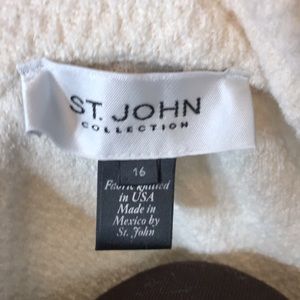 ST. JOHN
COLLECTION
16
Fabric knitted
in USA
Made in
Mexico by
St. John